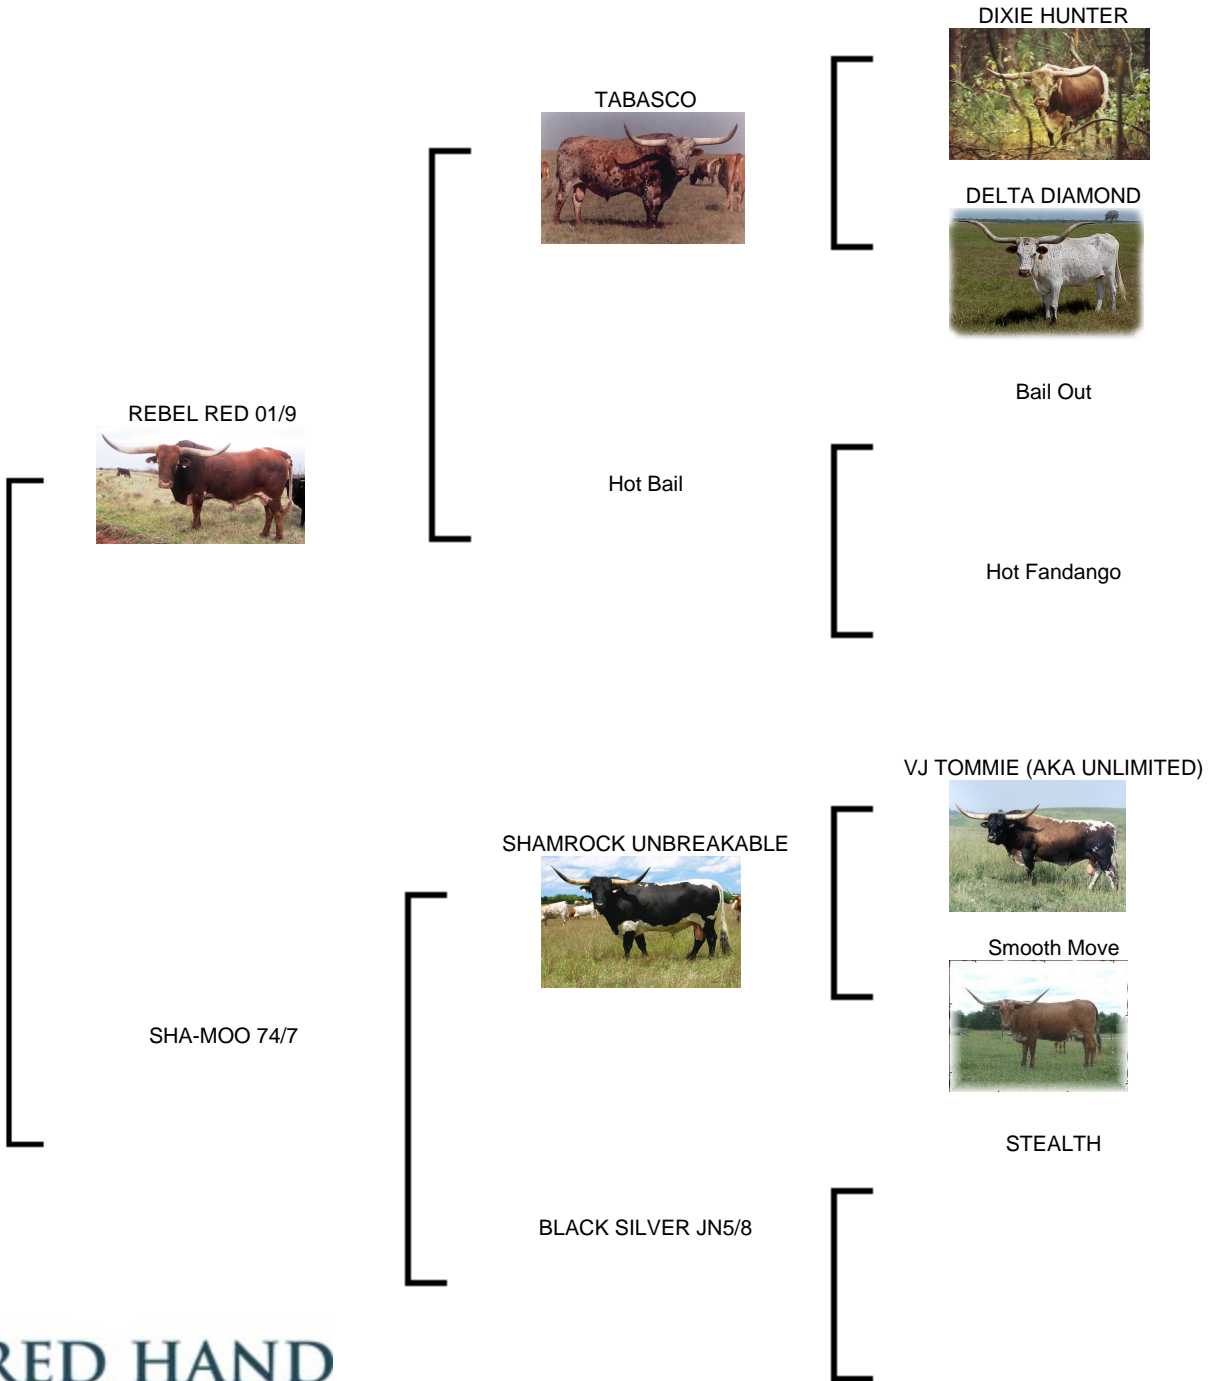 DIXIE HUNTER
TABASCO
DELTA DIAMOND
Bail Out
REBEL RED 01/9
Hot Bail
Hot Fandango
VJ TOMMIE (AKA UNLIMITED)
SHAMROCK UNBREAKABLE
Smooth Move
SHA-MOO 74/7
STEALTH
BLACK SILVER JN5/8
RED HAND